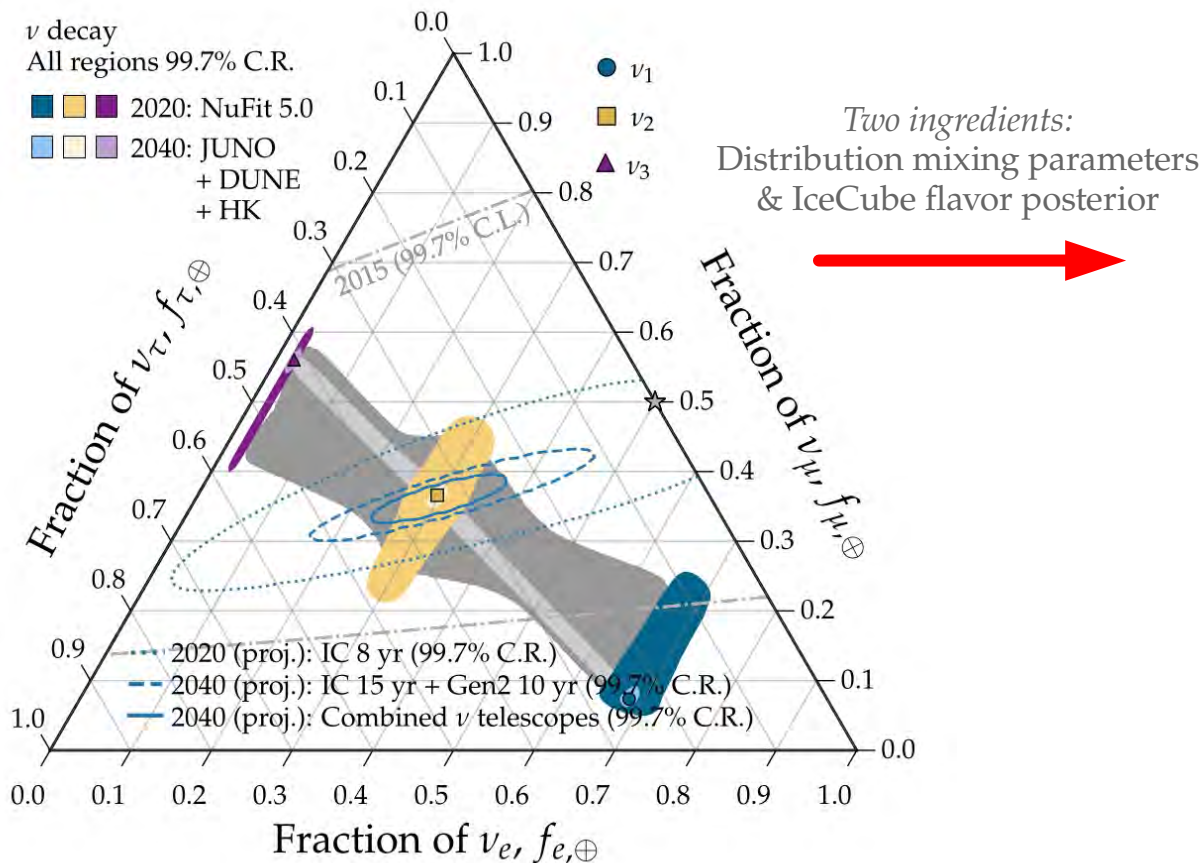 ν decay
All regions 99.7% C.R.
2020: NuFit 5.0
2040: JUNO
+ DUNE
+ HK
ν1
ν2
ν3
Two ingredients:
Distribution mixing parameters
& IceCube flavor posterior
Fraction of ντ, fτ,⊕
0.0
0.1
0.2
0.3
0.4
0.5
0.6
0.7
0.8
0.9
1.0
Fraction of νμ, fμ,⊕
1.0
0.9
0.8
0.7
0.6
0.5
0.4
0.3
0.2
0.1
0.0
2015 (99.7% C.L.)
2020 (proj.): IC 8 yr (99.7% C.R.)
2040 (proj.): IC 15 yr + Gen2 10 yr (99.7% C.R.)
2040 (proj.): Combined ν telescopes (99.7% C.R.)
0.0 0.1 0.2 0.3 0.4 0.5 0.6 0.7 0.8 0.9 1.0
Fraction of νe, fe,⊕